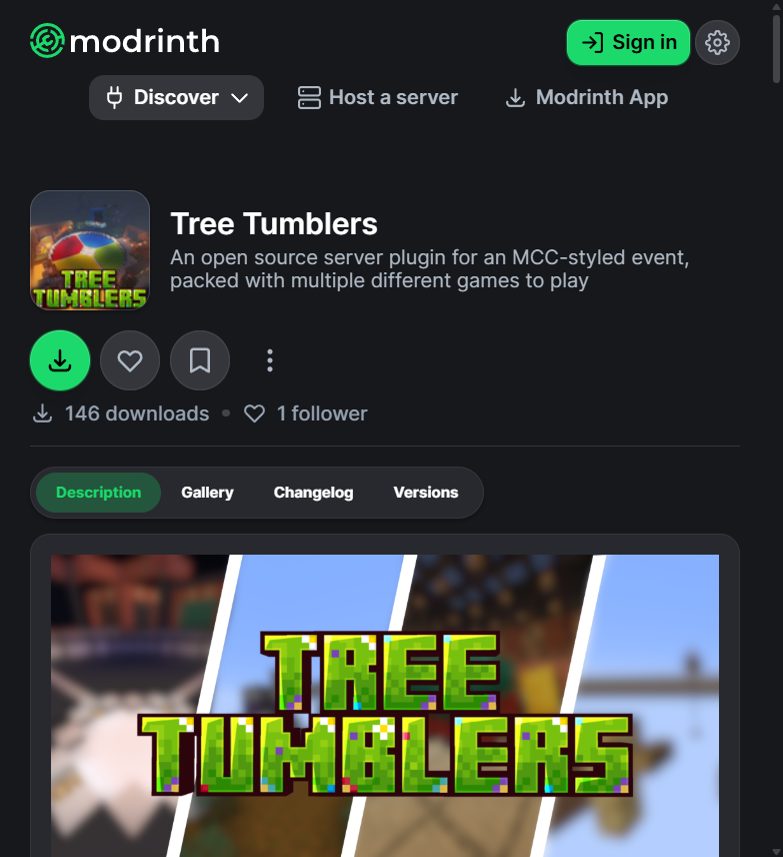 modrinth
Sign in
Discover
Host a server
Modrinth App
TREE
TUMBLERS
Tree Tumblers
An open source server plugin for an MCC-styled event,
packed with multiple different games to play
146 downloads
1 follower
Description
Gallery
Changelog
Versions
TREE
TUMBLERS